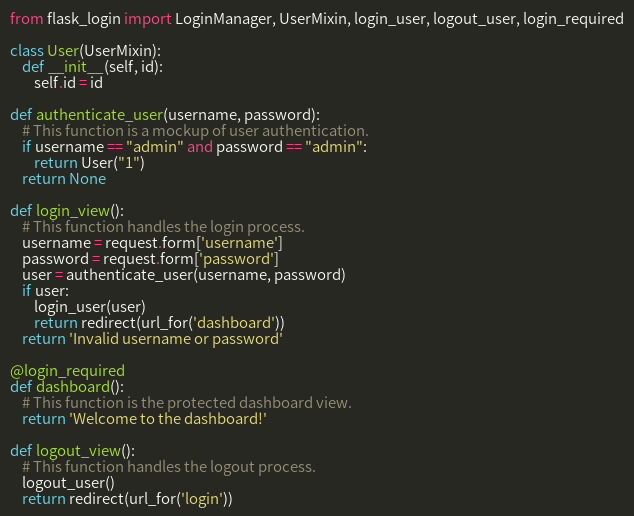 from flask_login import LoginManager, UserMixin, login_user, logout_user, login_required

class User(UserMixin):
    def __init__(self, id):
        self.id = id

def authenticate_user(username, password):
    # This function is a mockup of user authentication.
    if username == "admin" and password == "admin":
        return User("1")
    return None

def login_view():
    # This function handles the login process.
    username = request.form['username']
    password = request.form['password']
    user = authenticate_user(username, password)
    if user:
        login_user(user)
        return redirect(url_for('dashboard'))
    return 'Invalid username or password'

@login_required
def dashboard():
    # This function is the protected dashboard view.
    return 'Welcome to the dashboard!'

def logout_view():
    # This function handles the logout process.
    logout_user()
    return redirect(url_for('login'))